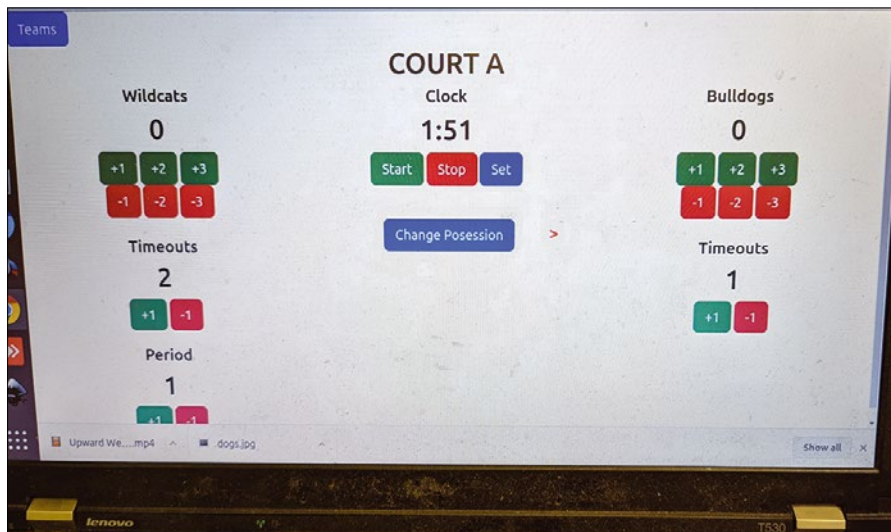 Teams
COURT A
Wildcats
Clock
Bulldogs
0
1:51
0
+1 +2 +3
Start Stop Set
+1 +2 +3
-1 -2 -3
-1 -2 -3
Change Posession
>
Timeouts
Timeouts
2
1
+1 -1
+1 -1
Period
1
+1 -1
Upward We....mp4
.dogs.jpg
Show all
lenovo
T530